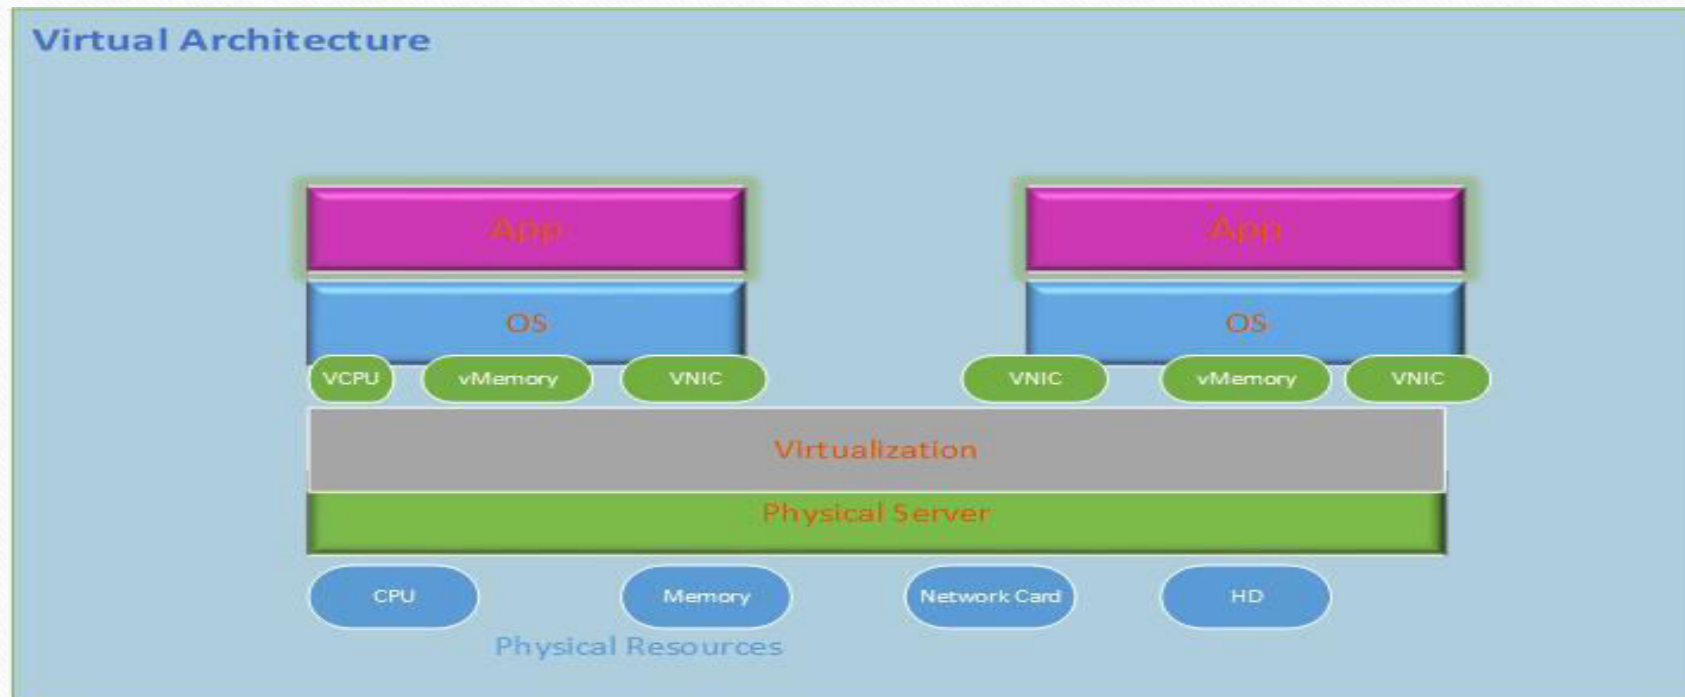 Virtual Architecture
App
App
OS
OS
VCPU
vMemory
VNIC
VNIC
vMemory
VNIC
Virtualization
Physical Server
CPU
Memory
Network Card
HD
Physical Resources